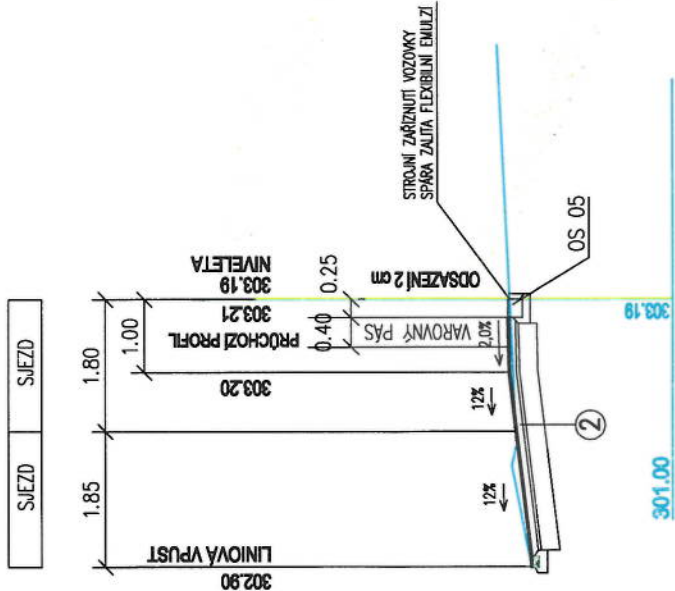 SJEZD
SJEZD
1.85
1.80
1.00
LINIOVÁ VPUST
302.90
303.20
PRŮCHOZÍ PROFIL
303.21
303.19
NIVELETA
0.40
0.25
VAROVNÝ PÁS
ODSAZENÍ 2 cm
12%
12%
2,0%
STROJNÍ ZAŘÍZNUTÍ VOZOVKY
SPÁRA ZALITA FLEXIBILNÍ EMULZÍ
OS 05
2
303.19
301.00